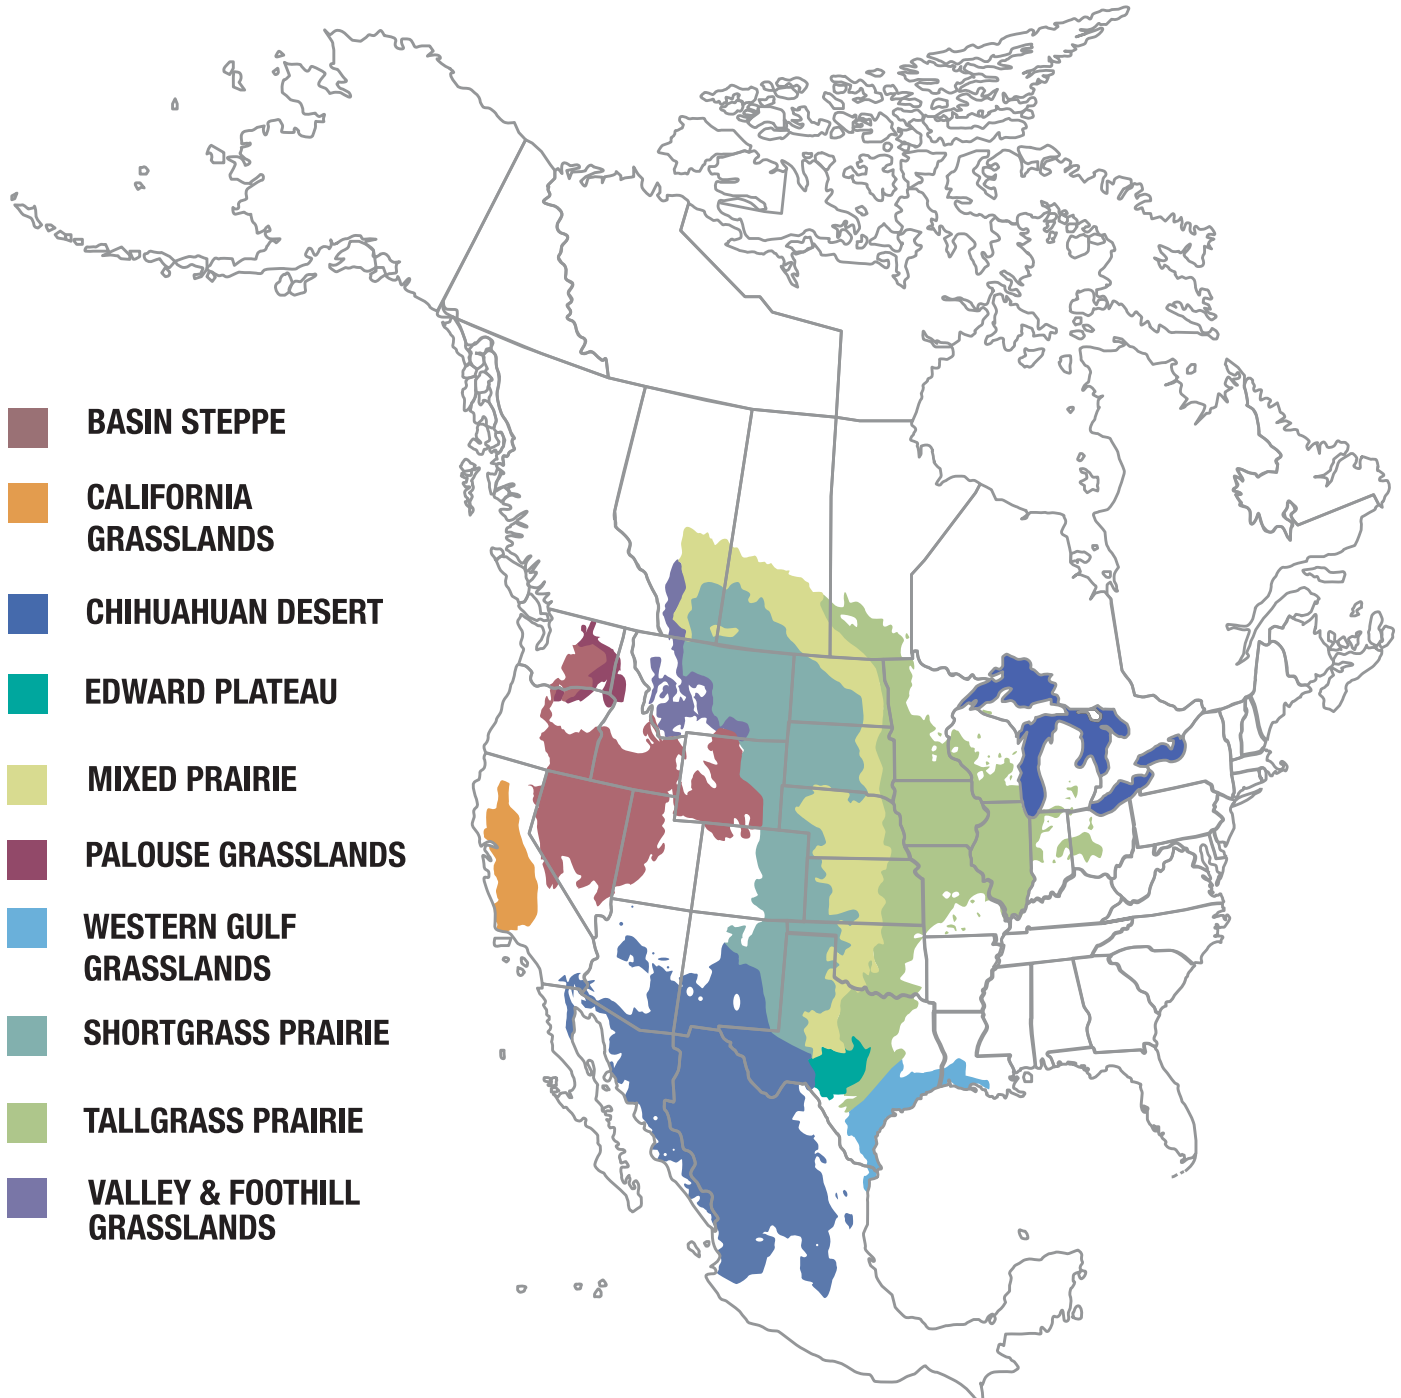 BASIN STEPPE
CALIFORNIA
GRASSLANDS
CHIHUAHUAN DESERT
EDWARD PLATEAU
MIXED PRAIRIE
PALOUSE GRASSLANDS
WESTERN GULF
GRASSLANDS
SHORTGRASS PRAIRIE
TALLGRASS PRAIRIE
VALLEY & FOOTHILL
GRASSLANDS